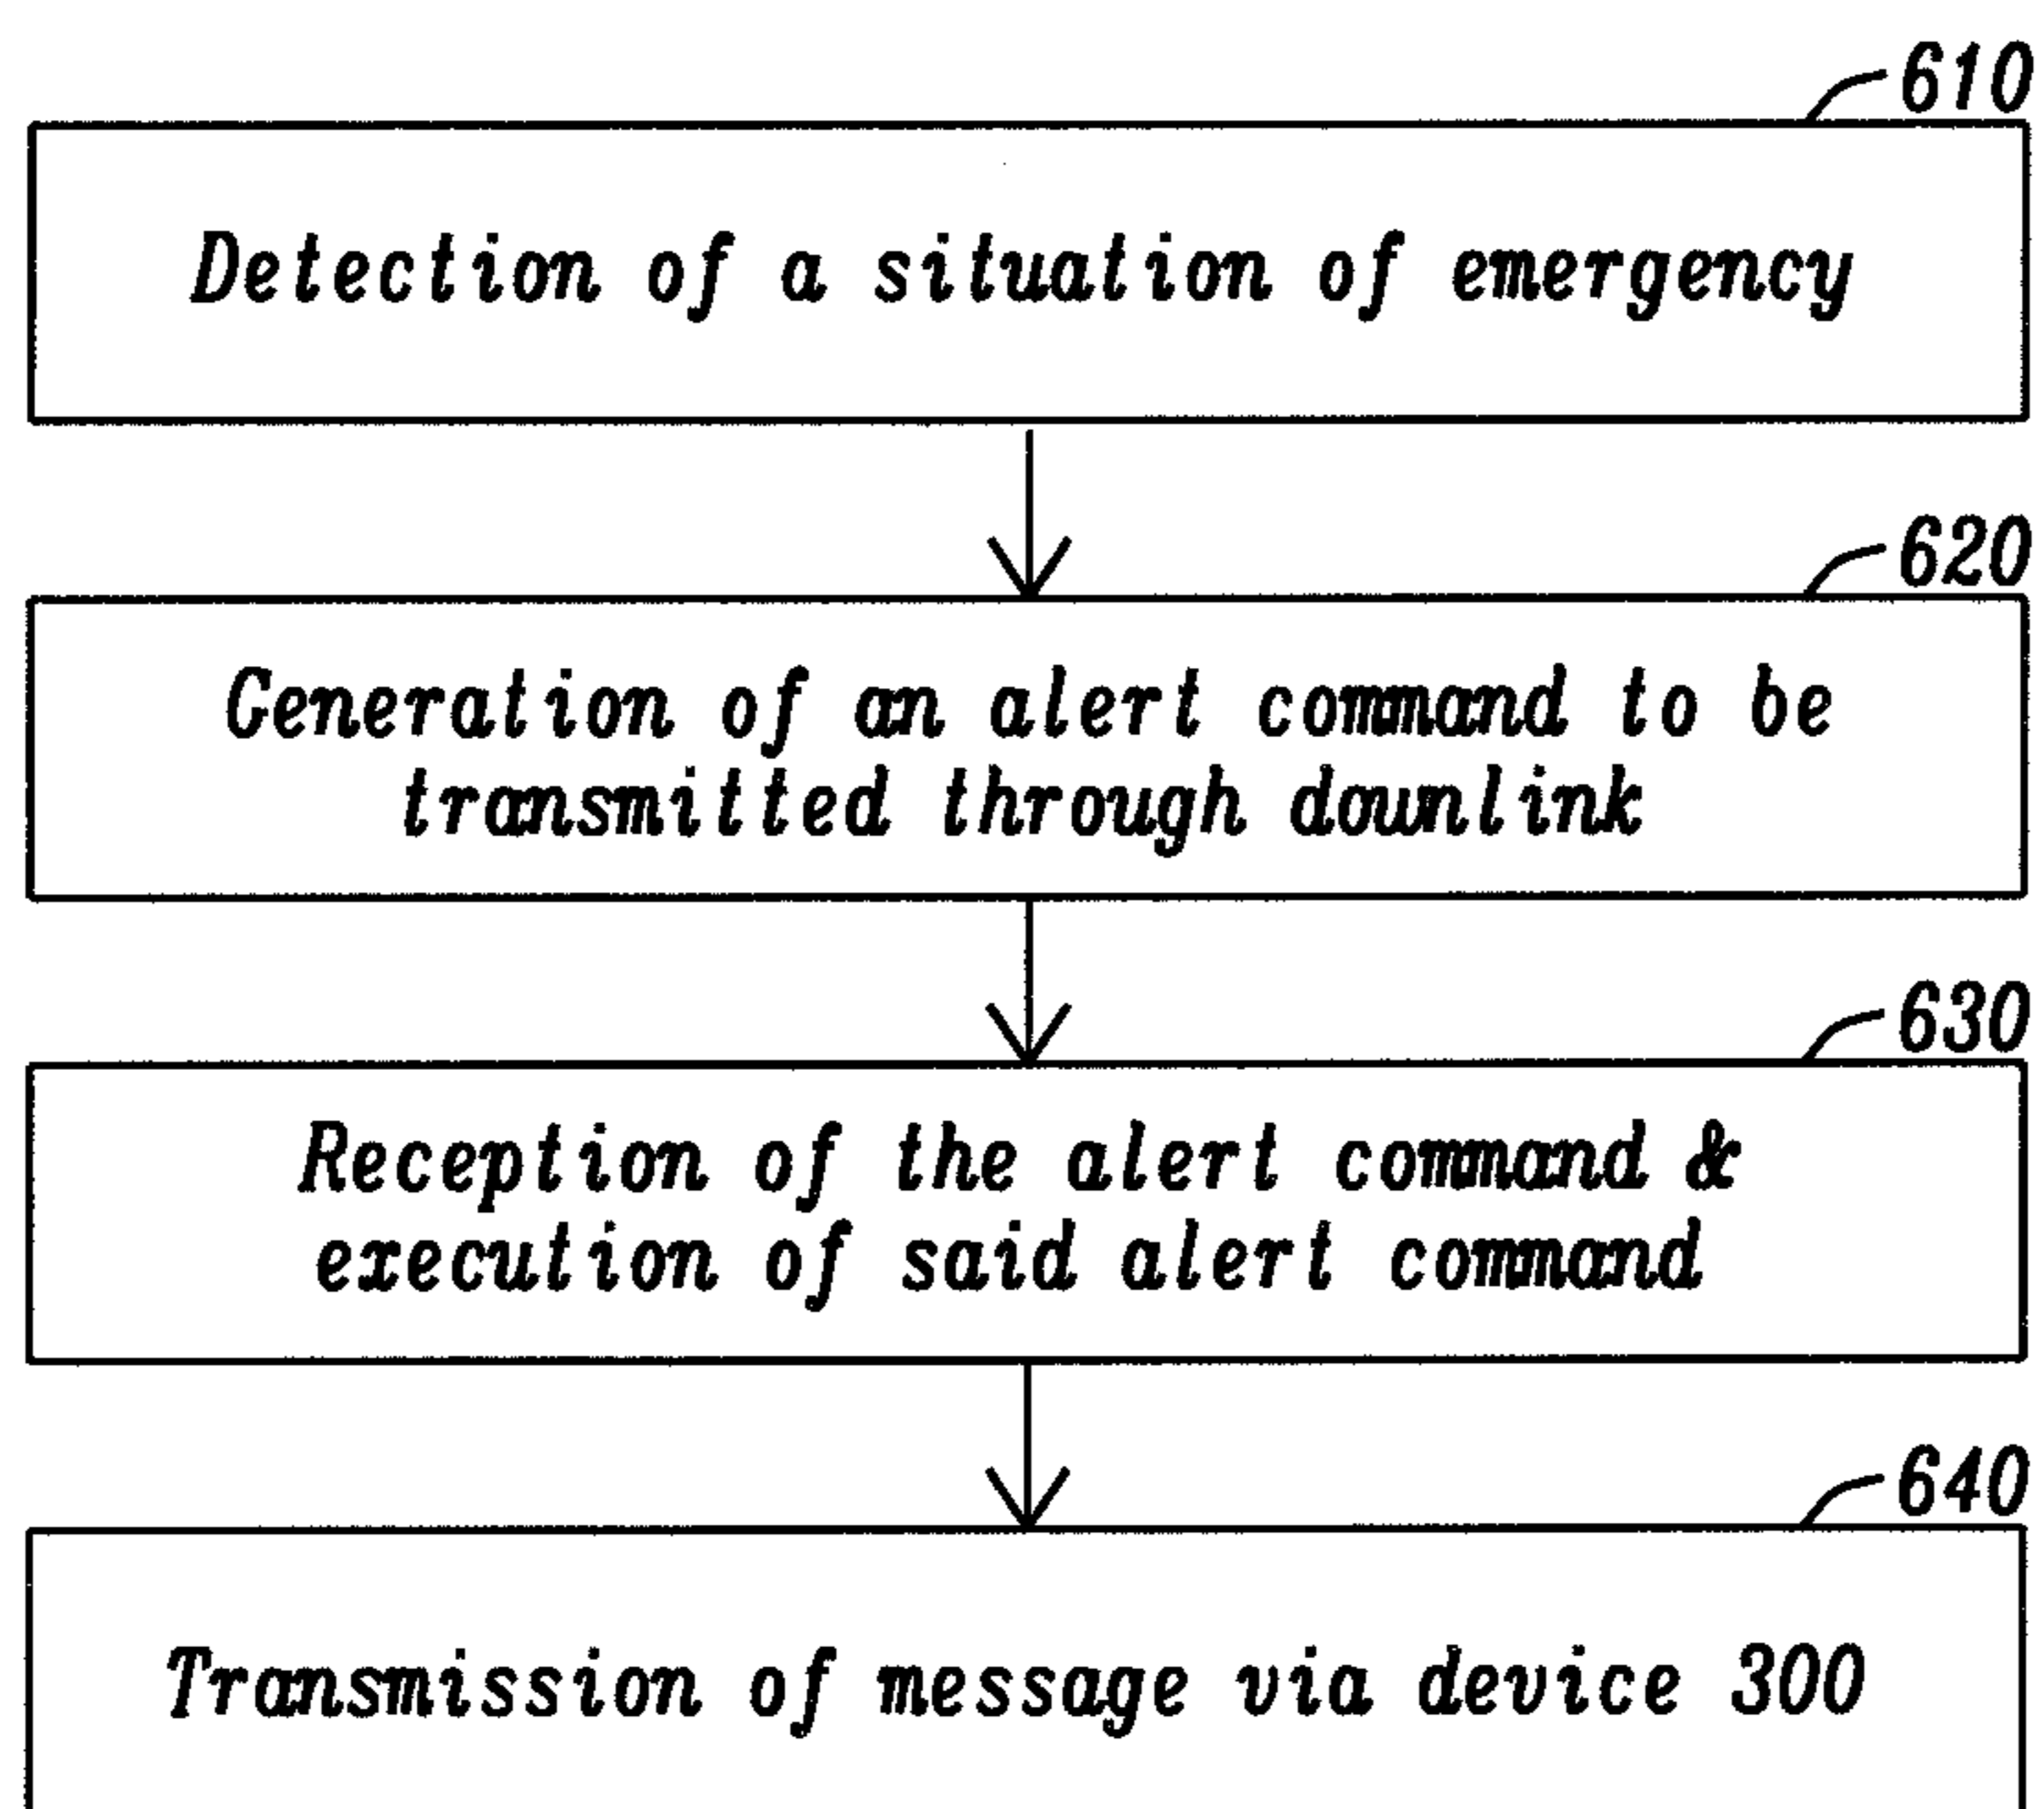 610
Detection of a situation of emergency
620
Generation of an alert command to be
transmitted through downlink
630
Reception of the alert command &
execution of said alert command
640
Transmission of message via device 300